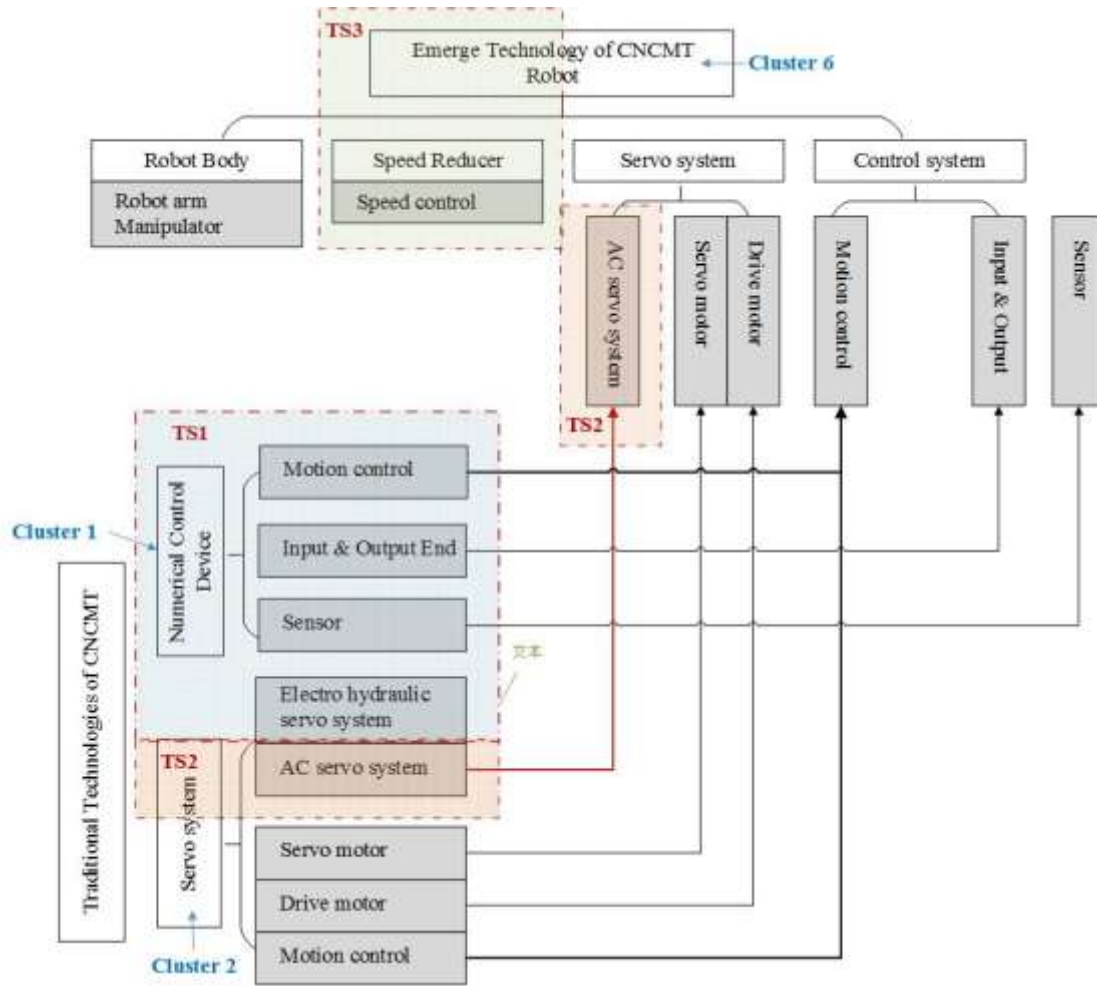 TS3
Emerge Technology of CNCMT
Robot
Cluster 6
Robot Body
Speed Reducer
Servo system
Control system
Robot arm
Manipulator
Speed control
AC servo system
Servo motor
Drive motor
Motion control
Input & Output
Sensor
TS2
TS1
Motion control
Cluster 1
Numerical Control
Device
Input & Output End
Sensor
文本
Traditional Technologies of CNCMT
Electro hydraulic
servo system
TS2
AC servo system
Servo system
Servo motor
Drive motor
Motion control
Cluster 2